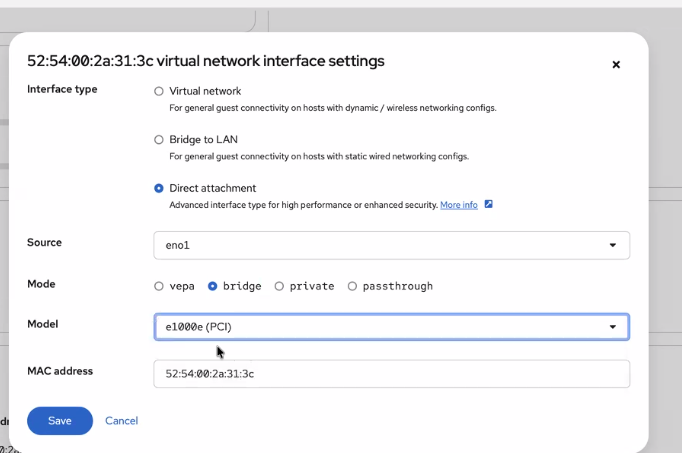 52:54:00:2a:31:3c virtual network interface settings
Interface type
Virtual network
For general guest connectivity on hosts with dynamic / wireless networking configs.
Bridge to LAN
For general guest connectivity on hosts with static wired networking configs.
Direct attachment
Advanced interface type for high performance or enhanced security. More info
Source
eno1
Mode
vepa bridge private passthrough
Model
e1000e (PCI)
MAC address
52:54:00:2a:31:3c
Save Cancel